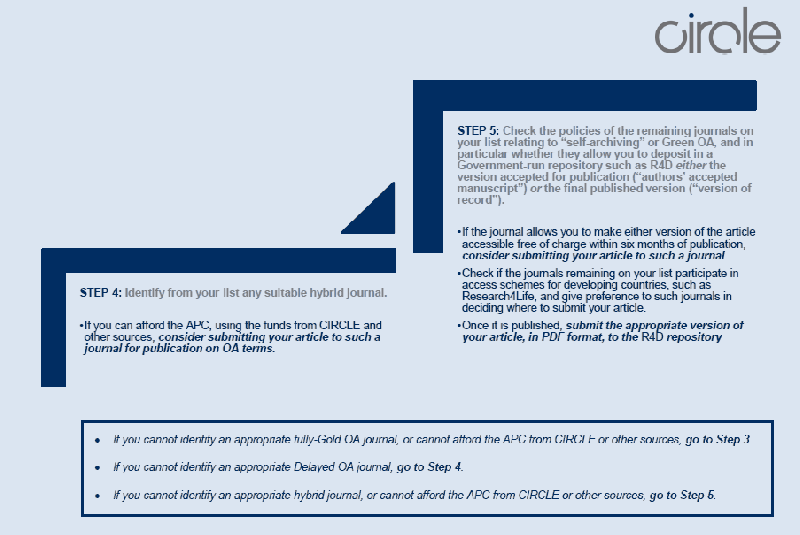 circle
STEP 5: Check the policies of the remaining journals on
your list relating to “self-archiving” or Green OA, and in
particular whether they allow you to deposit in a
Government-run repository such as R4D either the
version accepted for publication (“authors’ accepted
manuscript”) or the final published version (“version of
record”).
•If the journal allows you to make either version of the article
accessible free of charge within six months of publication,
consider submitting your article to such a journal
•Check if the journals remaining on your list participate in
access schemes for developing countries, such as
Research4Life, and give preference to such journals in
deciding where to submit your article.
•Once it is published, submit the appropriate version of
your article, in PDF format, to the R4D repository
STEP 4: Identify from your list any suitable hybrid journal.
•If you can afford the APC, using the funds from CIRCLE and
other sources, consider submitting your article to such a
journal for publication on OA terms.
• If you cannot identify an appropriate fully-Gold OA journal, or cannot afford the APC from CIRCLE or other sources, go to Step 3
• If you cannot identify an appropriate Delayed OA journal, go to Step 4.
• If you cannot identify an appropriate hybrid journal, or cannot afford the APC from CIRCLE or other sources, go to Step 5.